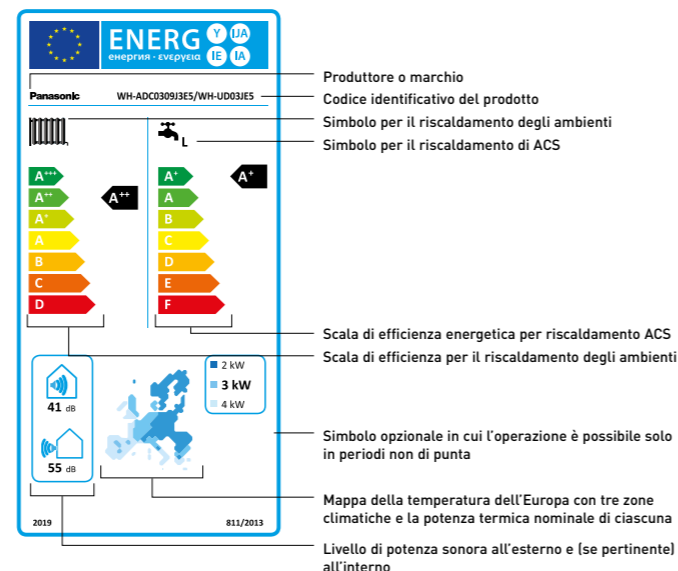 ENERG
енергия · ενεργεια
Y
IJA
IE
IA
Panasonic
WH-ADC0309J3E5/WH-UD03JE5
L
A+++
A++
A+
A
B
C
D
A++
A+
A
B
C
D
E
F
A+
41 dB
55 dB
2 kW
3 kW
4 kW
2019
811/2013
Produttore o marchio
Codice identificativo del prodotto
Simbolo per il riscaldamento degli ambienti
Simbolo per il riscaldamento di ACS
Scala di efficienza energetica per riscaldamento ACS
Scala di efficienza per il riscaldamento degli ambienti
Simbolo opzionale in cui l'operazione è possibile solo
in periodi non di punta
Mappa della temperatura dell'Europa con tre zone
climatiche e la potenza termica nominale di ciascuna
Livello di potenza sonora all'esterno e (se pertinente)
all'interno